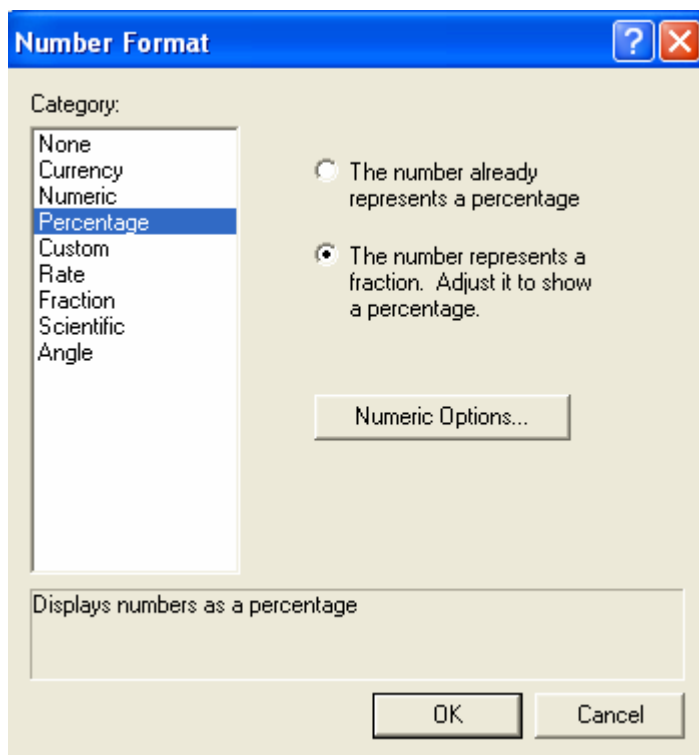 Number Format
?
Category:
None
Currency
Numeric
Percentage
Custom
Rate
Fraction
Scientific
Angle
The number already
represents a percentage
The number represents a
fraction.  Adjust it to show
a percentage.
Numeric Options...
Displays numbers as a percentage
OK
Cancel